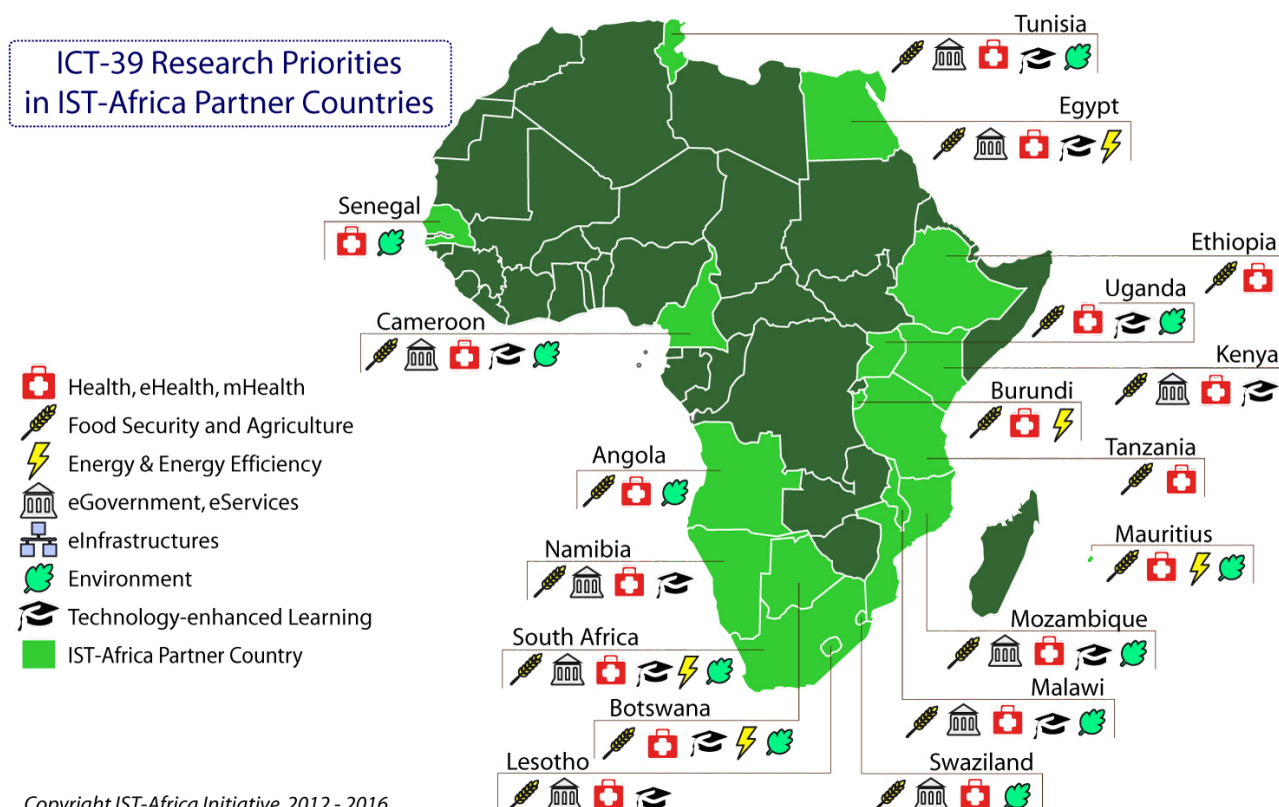 ICT-39 Research Priorities
in IST-Africa Partner Countries
Tunisia
Egypt
Senegal
Ethiopia
Uganda
Cameroon
Kenya
Burundi
Health, eHealth, mHealth
Food Security and Agriculture
Energy & Energy Efficiency
eGovernment, eServices
eInfrastructures
Environment
Technology-enhanced Learning
IST-Africa Partner Country
Angola
Tanzania
Namibia
Mauritius
South Africa
Mozambique
Botswana
Malawi
Lesotho
Swaziland
Copyright IST-Africa Initiative, 2012 - 2016